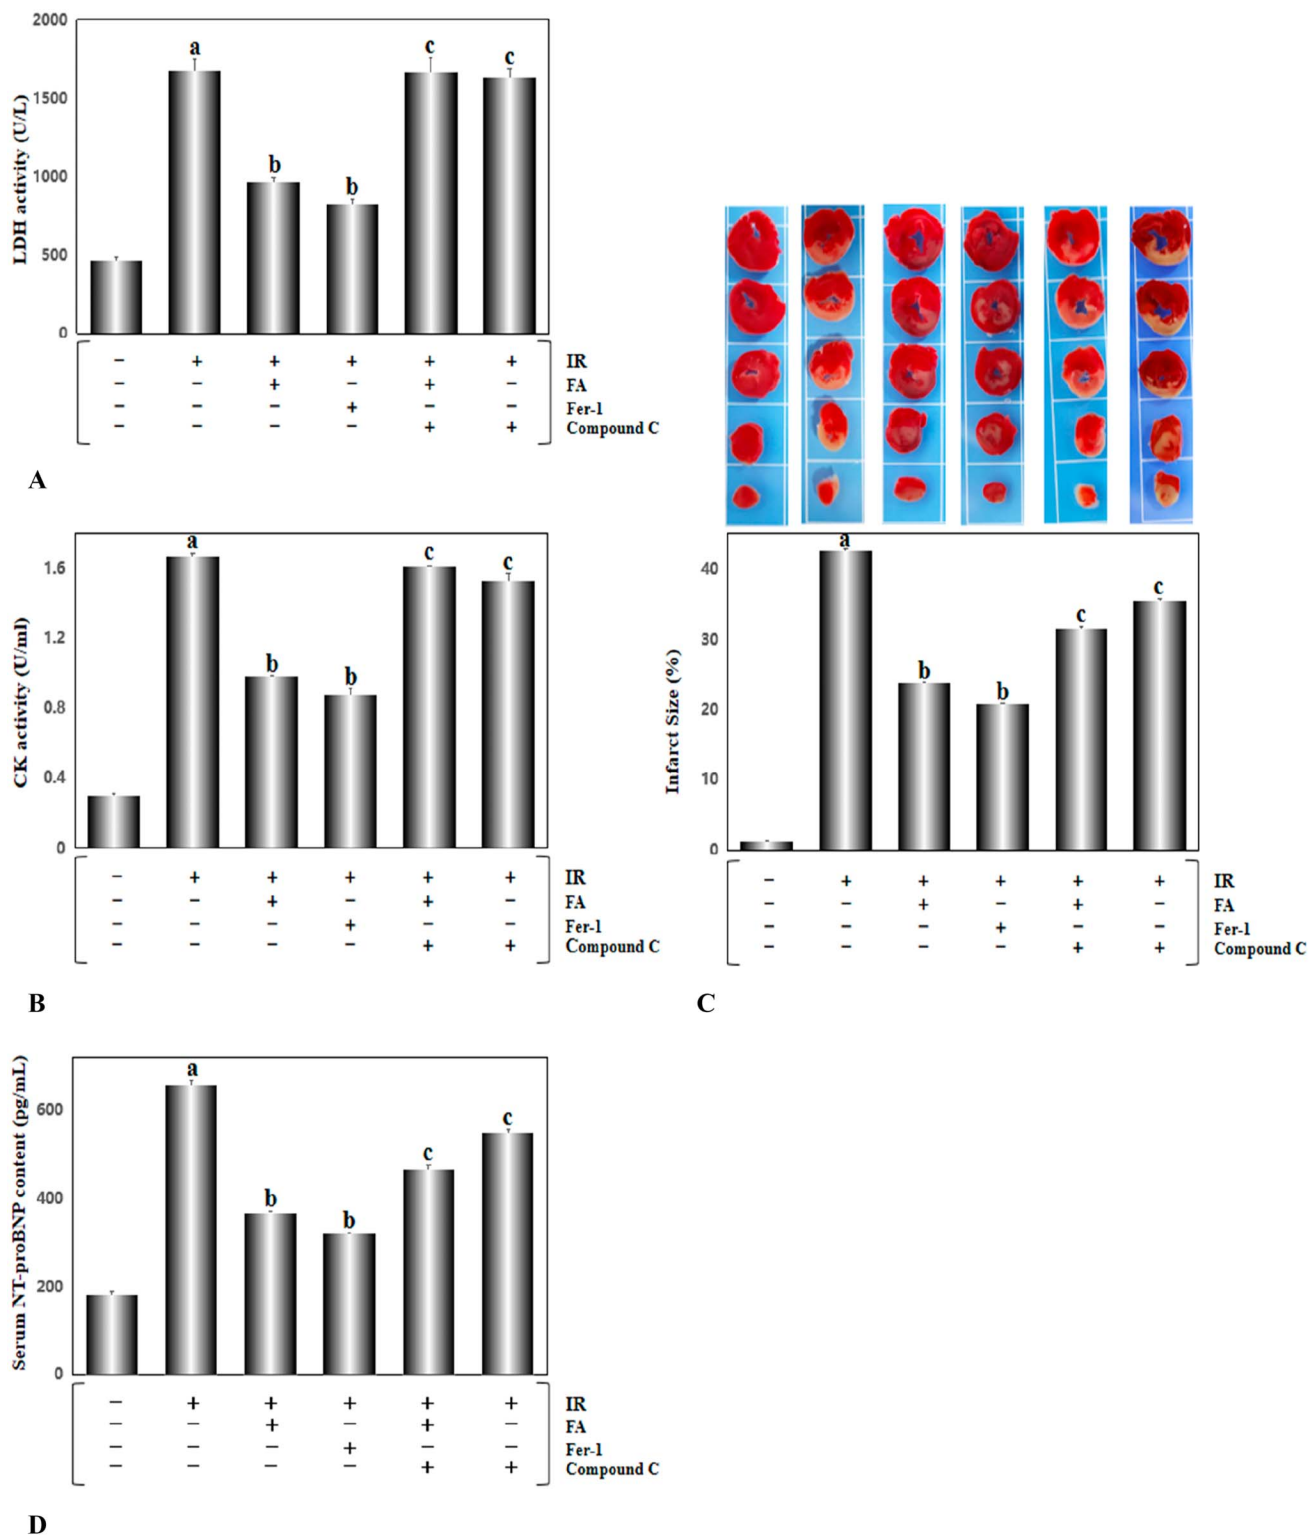 LDH activity (U/L)
2000
1500
1000
500
0
a
b
b
c
c
− + + + + + IR
− − + − + − FA
− − − + − − Fer-1
− − − − + + Compound C
A
CK activity (U/ml)
1.6
1.2
0.8
0.4
0
a
b
b
c
c
− + + + + + IR
− − + − + − FA
− − − + − − Fer-1
− − − − + + Compound C
B
Infarct Size (%)
40
30
20
10
0
a
b
b
c
c
− + + + + + IR
− − + − + − FA
− − − + − − Fer-1
− − − − + + Compound C
C
Serum NT-proBNP content (pg/mL)
600
400
200
0
a
b
b
c
c
− + + + + + IR
− − + − + − FA
− − − + − − Fer-1
− − − − + + Compound C
D